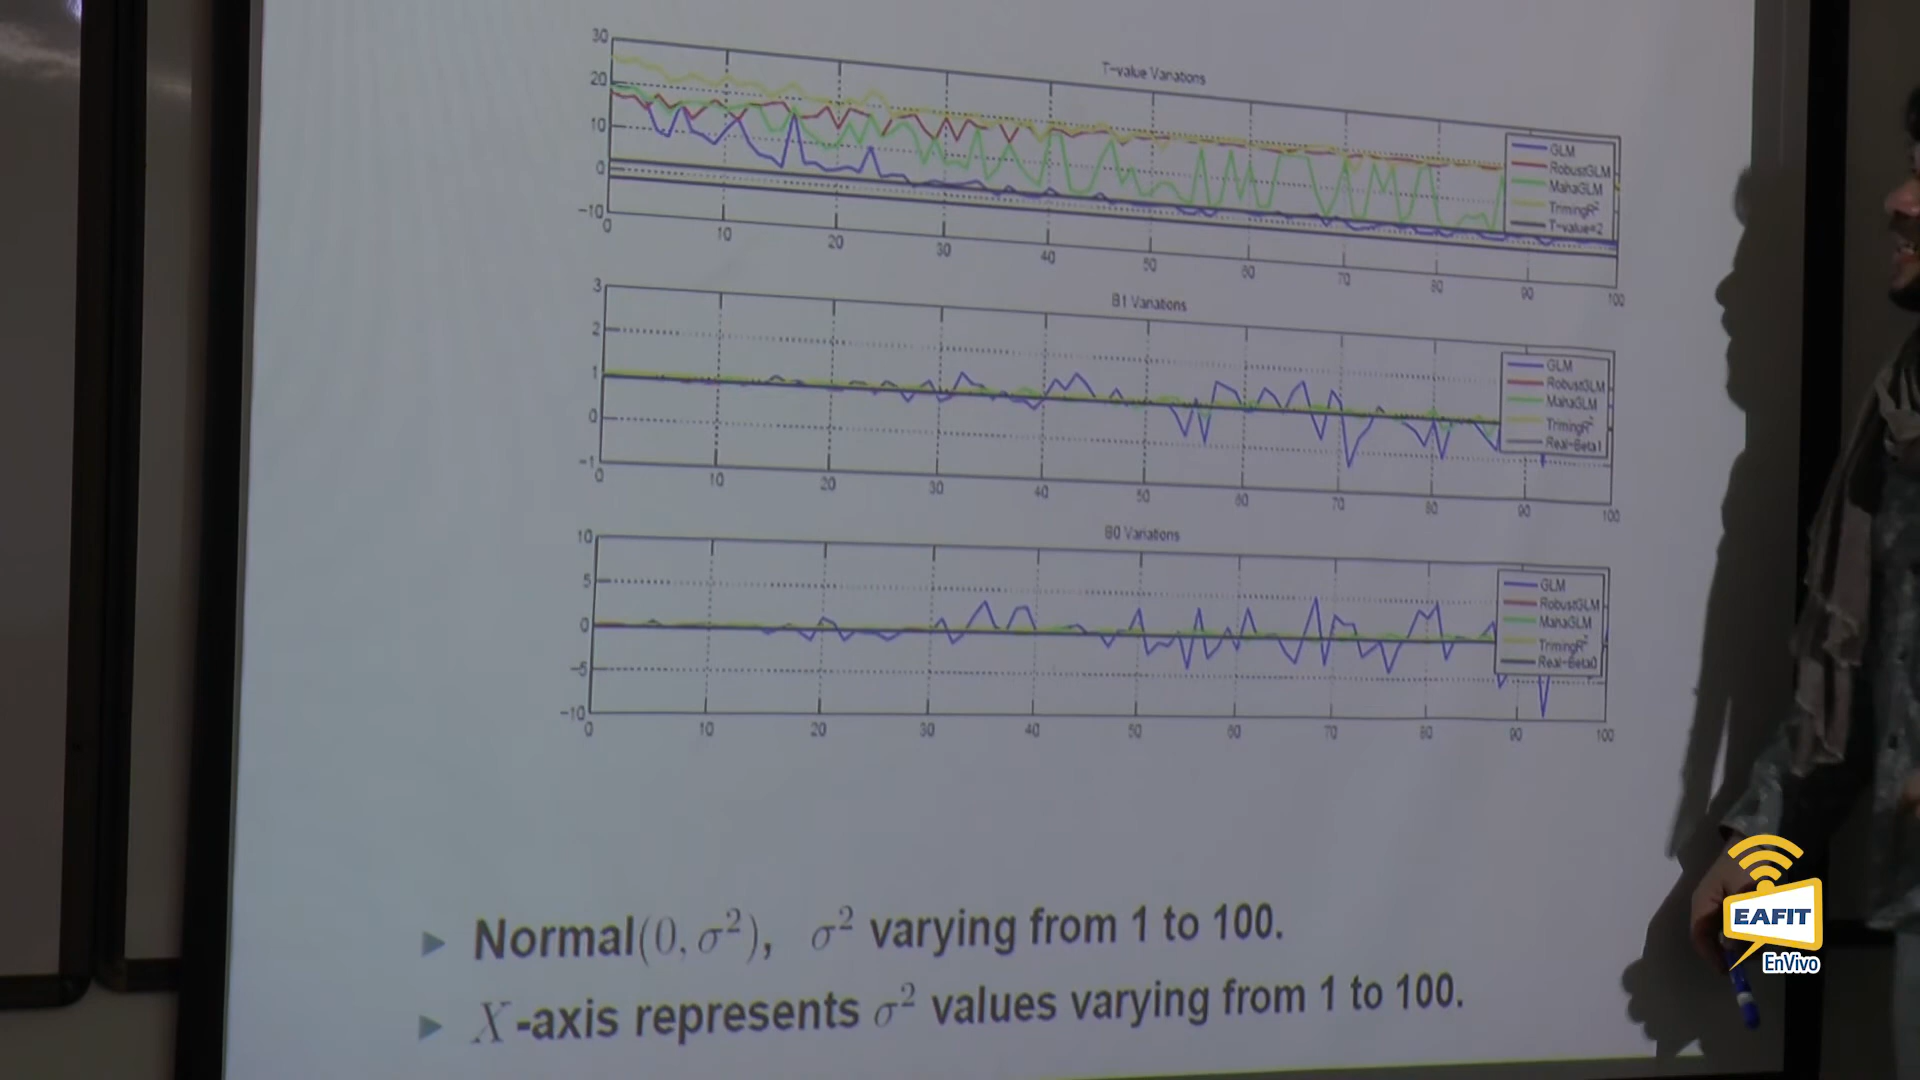 T-value Variations
30
20
10
0
-10
0 10 20 30 40 50 60 70 80 90 100
GLM
RobustGLM
MahaGLM
TrimingR²
T-value=2
B1 Variations
3
2
1
0
-1
0 10 20 30 40 50 60 70 80 90 100
GLM
RobustGLM
MahaGLM
TrimingR²
Real-Beta1
B0 Variations
10
5
0
-5
-10
0 10 20 30 40 50 60 70 80 90 100
GLM
RobustGLM
MahaGLM
TrimingR²
Real-Beta0
► Normal(0, σ²), σ² varying from 1 to 100.
► X-axis represents σ² values varying from 1 to 100.
EAFIT
EnVivo